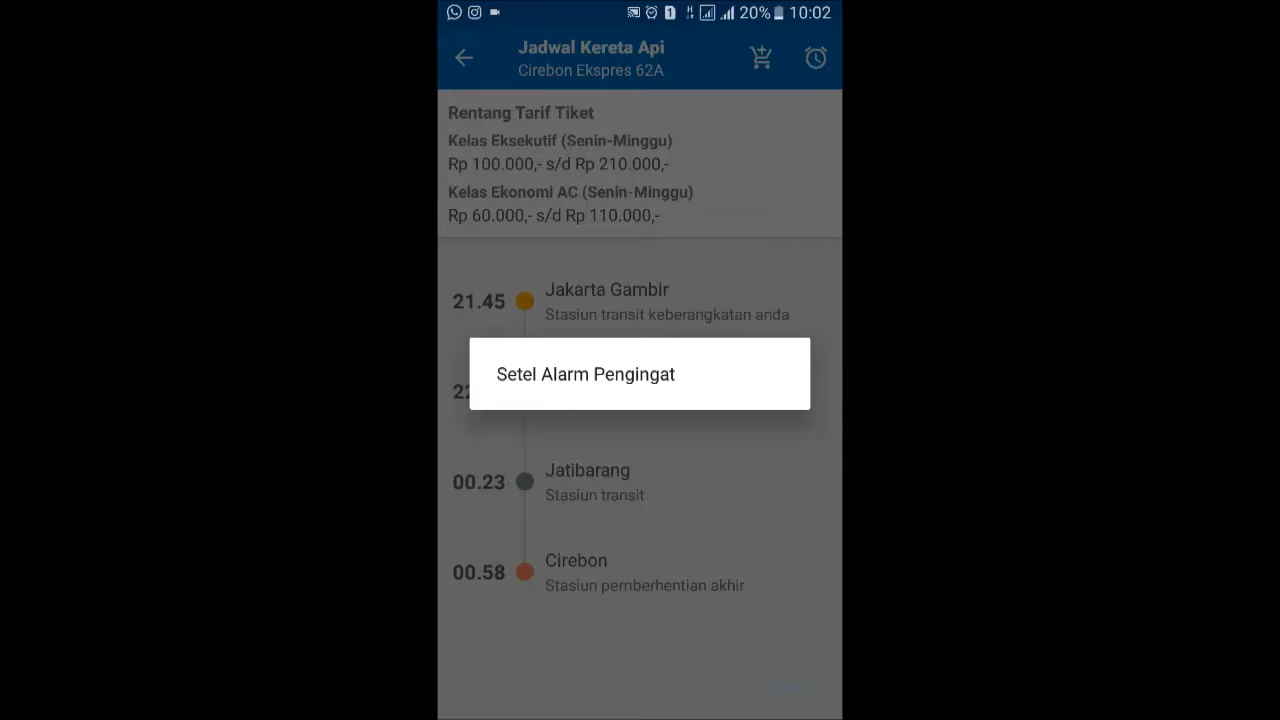 20% 10:02
Jadwal Kereta Api
Cirebon Ekspres 62A
Rentang Tarif Tiket
Kelas Eksekutif (Senin-Minggu)
Rp 100.000,- s/d Rp 210.000,-
Kelas Ekonomi AC (Senin-Minggu)
Rp 60.000,- s/d Rp 110.000,-
21.45
Jakarta Gambir
Stasiun transit keberangkatan anda
Setel Alarm Pengingat
00.23
Jatibarang
Stasiun transit
00.58
Cirebon
Stasiun pemberhentian akhir